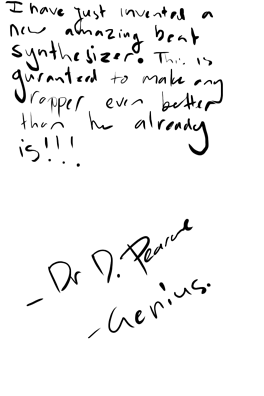 I have just invented a
new amazing beat
synthesizer. This is
guranteed to make any
rapper even better
than he already
is!!!
- Dr D. Pearce
- Genius.